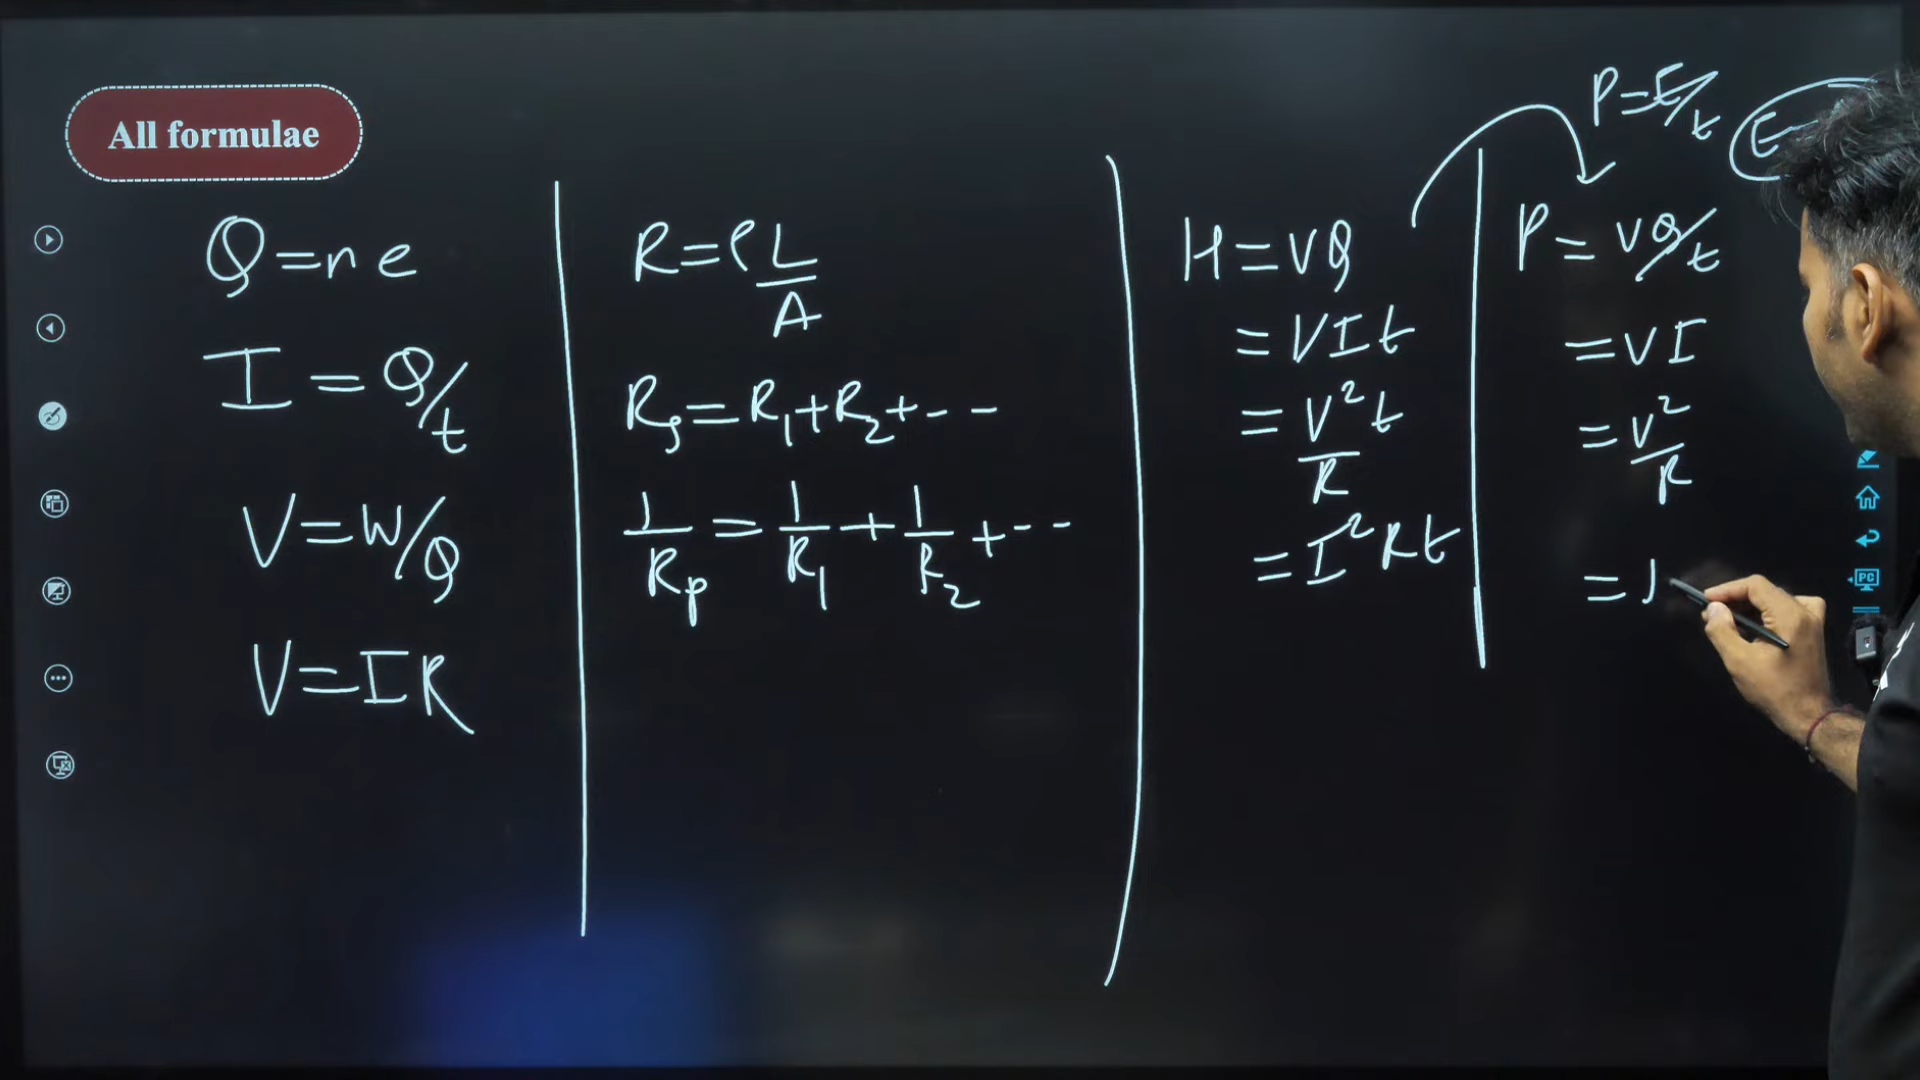 All formulae
Q = ne
I = Q/t
V = W/Q
V = IR
R = ρ L/A
Rs = R1 + R2 + - -
1/Rp = 1/R1 + 1/R2 + - -
H = VQ
= VIt
= V²t/R
= I²Rt
P = E/t
E
P = VQ/t
= VI
= V²/R
=
PC